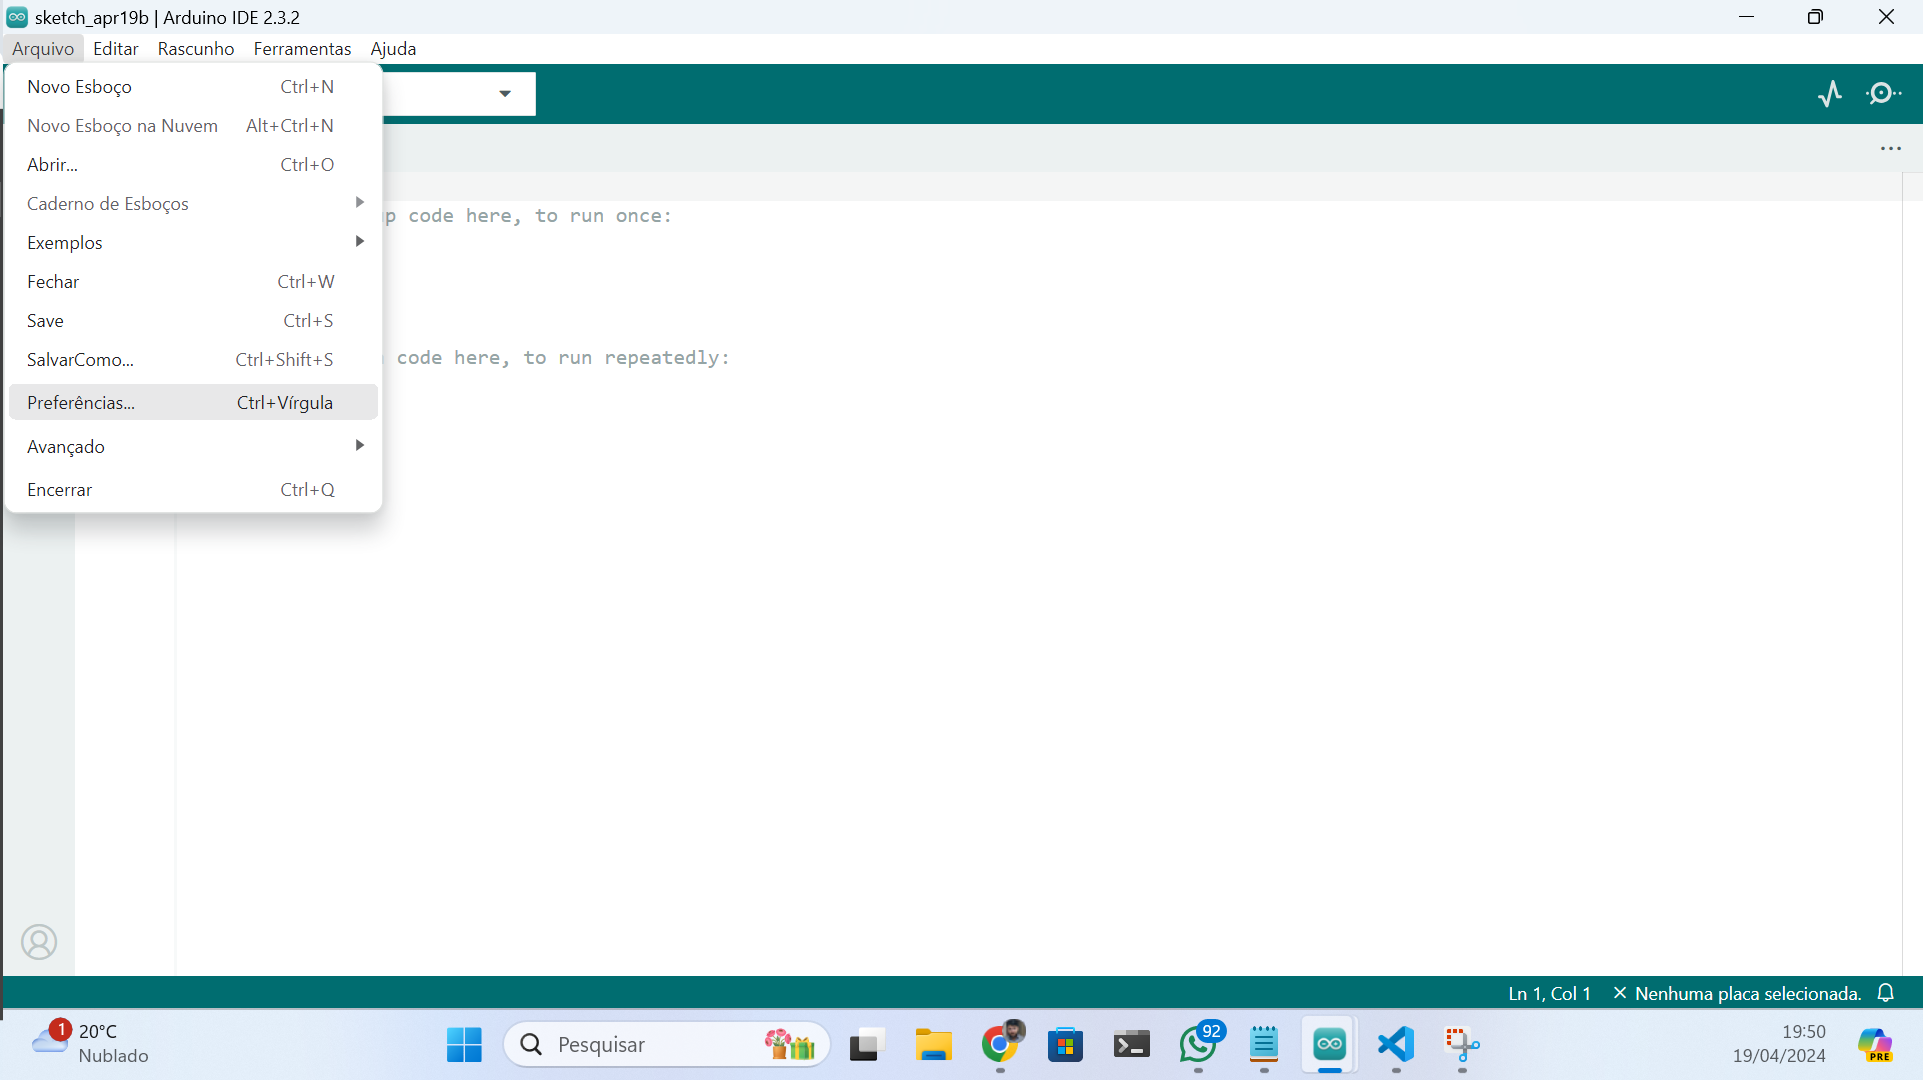 sketch_apr19b | Arduino IDE 2.3.2
Arquivo Editar Rascunho Ferramentas Ajuda
Novo Esboço Ctrl+N
Novo Esboço na Nuvem Alt+Ctrl+N
Abrir... Ctrl+O
Caderno de Esboços
Exemplos
Fechar Ctrl+W
Save Ctrl+S
SalvarComo... Ctrl+Shift+S
Preferências... Ctrl+Vírgula
Avançado
Encerrar Ctrl+Q
p code here, to run once:
code here, to run repeatedly:
Ln 1, Col 1 Nenhuma placa selecionada.
1 20°C
Nublado
Pesquisar
92
19:50
19/04/2024
PRE